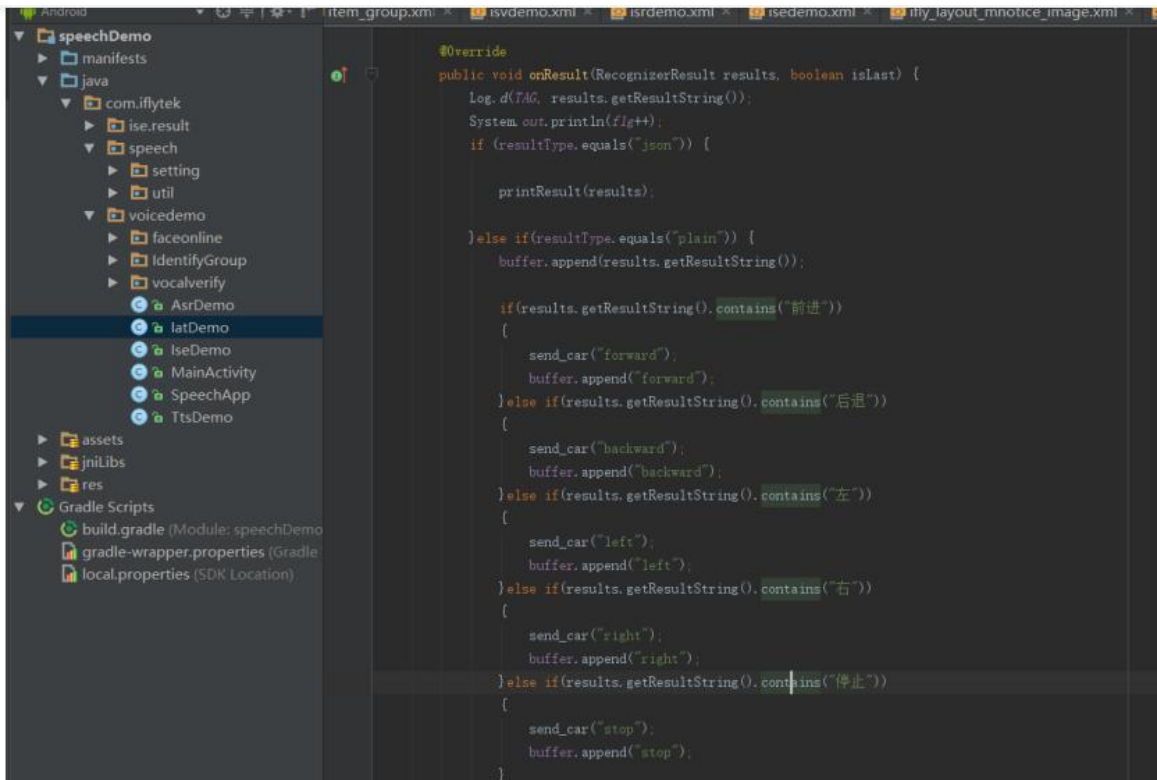 Android
item_group.xml
isvdemo.xml
isrdemo.xml
isedemo.xml
ifly_layout_mnotice_image.xml
speechDemo
manifests
java
com.iflytek
ise.result
speech
setting
util
voicedemo
faceonline
IdentifyGroup
vocalverify
AsrDemo
IatDemo
IseDemo
MainActivity
SpeechApp
TtsDemo
assets
jniLibs
res
Gradle Scripts
build.gradle (Module: speechDemo
gradle-wrapper.properties (Gradle
local.properties (SDK Location)
@Override
public void onResult(RecognizerResult results, boolean isLast) {
Log.d(TAG, results.getResultString());
System.out.println(flg++);
if (resultType.equals("json")) {
printResult(results);
}else if(resultType.equals("plain")) {
buffer.append(results.getResultString());
if(results.getResultString().contains("前进"))
{
send_car("forward");
buffer.append("forward");
}else if(results.getResultString().contains("后退"))
{
send_car("backward");
buffer.append("backward");
}else if(results.getResultString().contains("左"))
{
send_car("left");
buffer.append("left");
}else if(results.getResultString().contains("右"))
{
send_car("right");
buffer.append("right");
}else if(results.getResultString().contains("停止"))
{
send_car("stop");
buffer.append("stop");
}